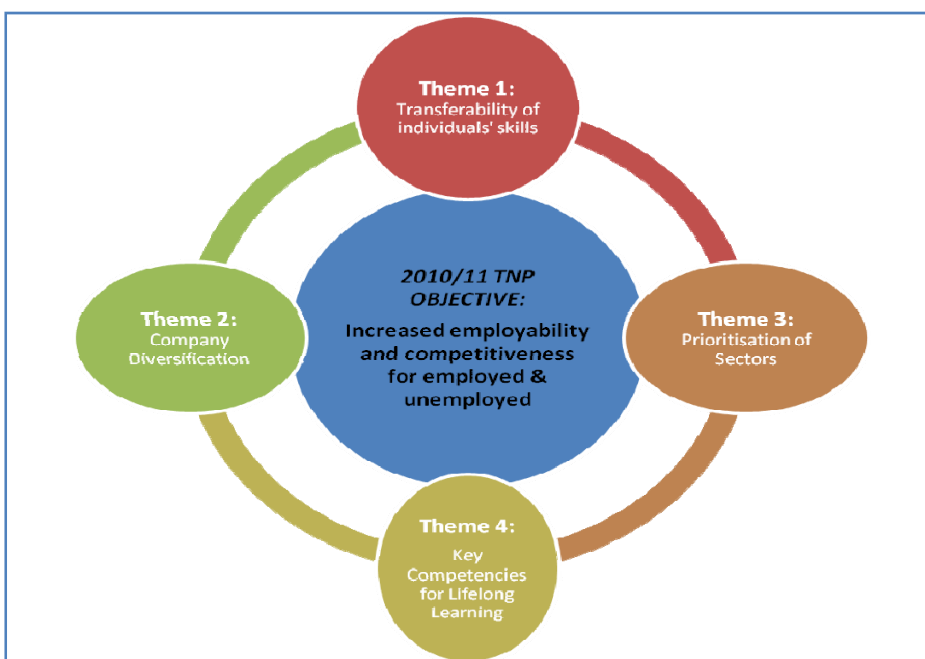 Theme 1:
Transferability of
individuals' skills
2010/11 TNP
OBJECTIVE:
Increased employability
and competitiveness
for employed &
unemployed
Theme 2:
Company
Diversification
Theme 3:
Prioritisation of
Sectors
Theme 4:
Key
Competencies
for Lifelong
Learning